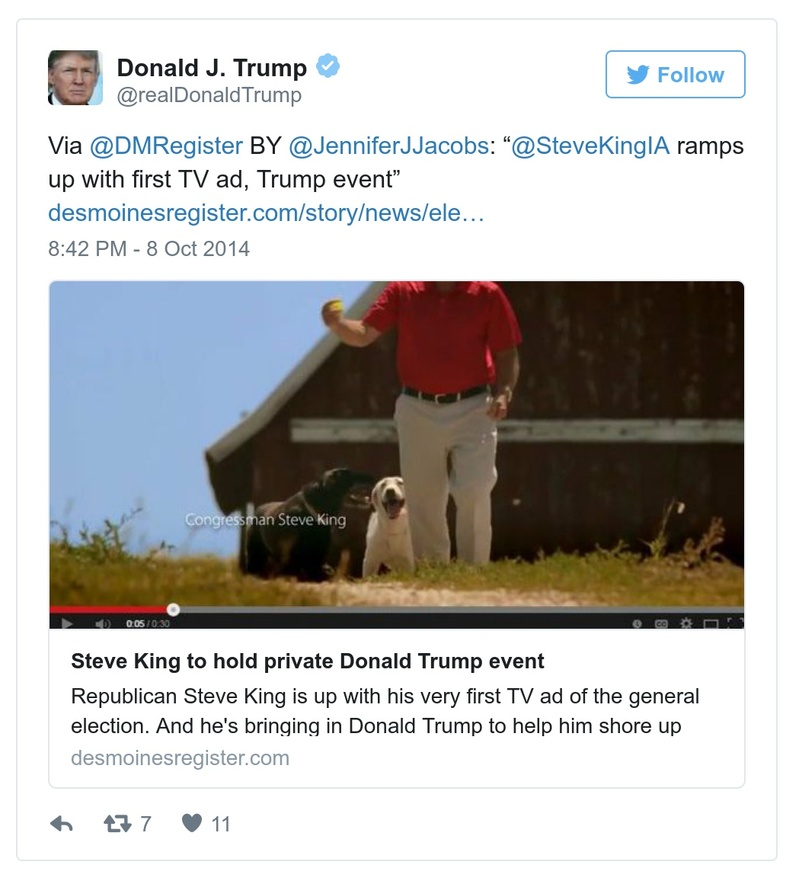 Donald J. Trump
@realDonaldTrump
Follow
Via @DMRegister BY @JenniferJJacobs: “@SteveKingIA ramps
up with first TV ad, Trump event”
desmoinesregister.com/story/news/ele…
8:42 PM - 8 Oct 2014
Congressman Steve King
0:05 / 0:30
CC
Steve King to hold private Donald Trump event
Republican Steve King is up with his very first TV ad of the general
election. And he's bringing in Donald Trump to help him shore up
desmoinesregister.com
7
11